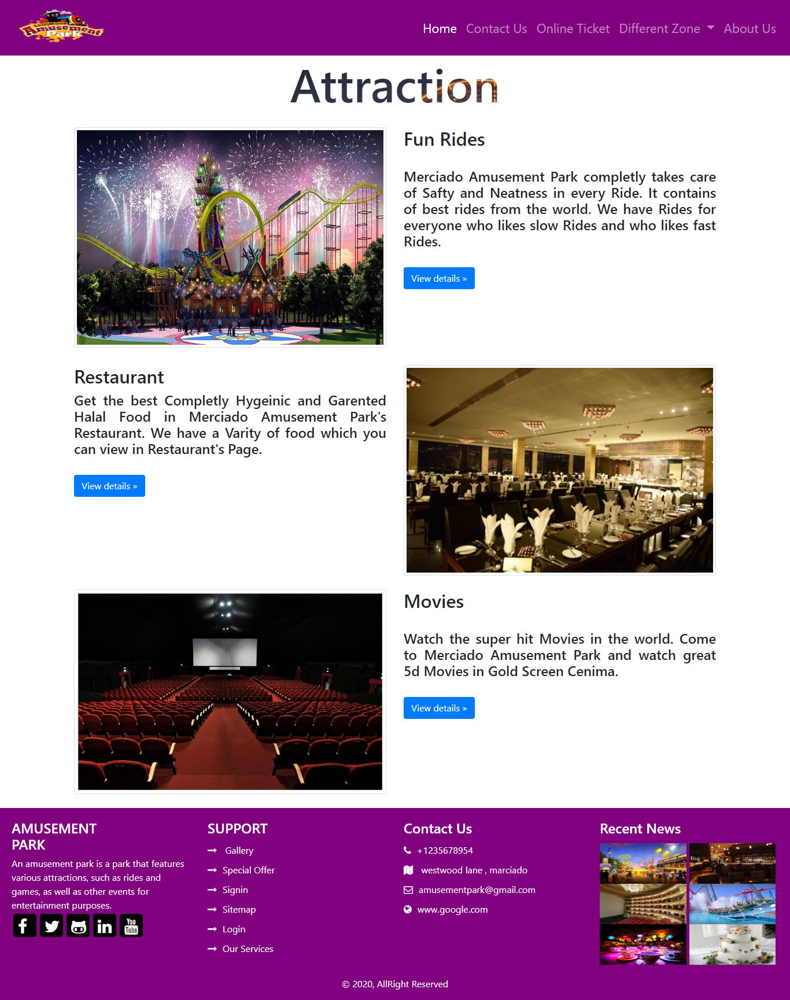 Lost World
Amusement
Park
Home Contact Us Online Ticket Different Zone About Us
Attraction
Fun Rides
Merciado Amusement Park completly takes care
of Safty and Neatness in every Ride. It contains
of best rides from the world. We have Rides for
everyone who likes slow Rides and who likes fast
Rides.
View details »
Restaurant
Get the best Completly Hygeinic and Garented
Halal Food in Merciado Amusement Park's
Restaurant. We have a Varity of food which you
can view in Restaurant's Page.
View details »
Movies
Watch the super hit Movies in the world. Come
to Merciado Amusement Park and watch great
5d Movies in Gold Screen Cenima.
View details »
AMUSEMENT
PARK
An amusement park is a park that features
various attractions, such as rides and
games, as well as other events for
entertainment purposes.
You
Tube
SUPPORT
Gallery
Special Offer
Signin
Sitemap
Login
Our Services
Contact Us
+1235678954
westwood lane , marciado
amusementpark@gmail.com
www.google.com
Recent News
© 2020, AllRight Reserved